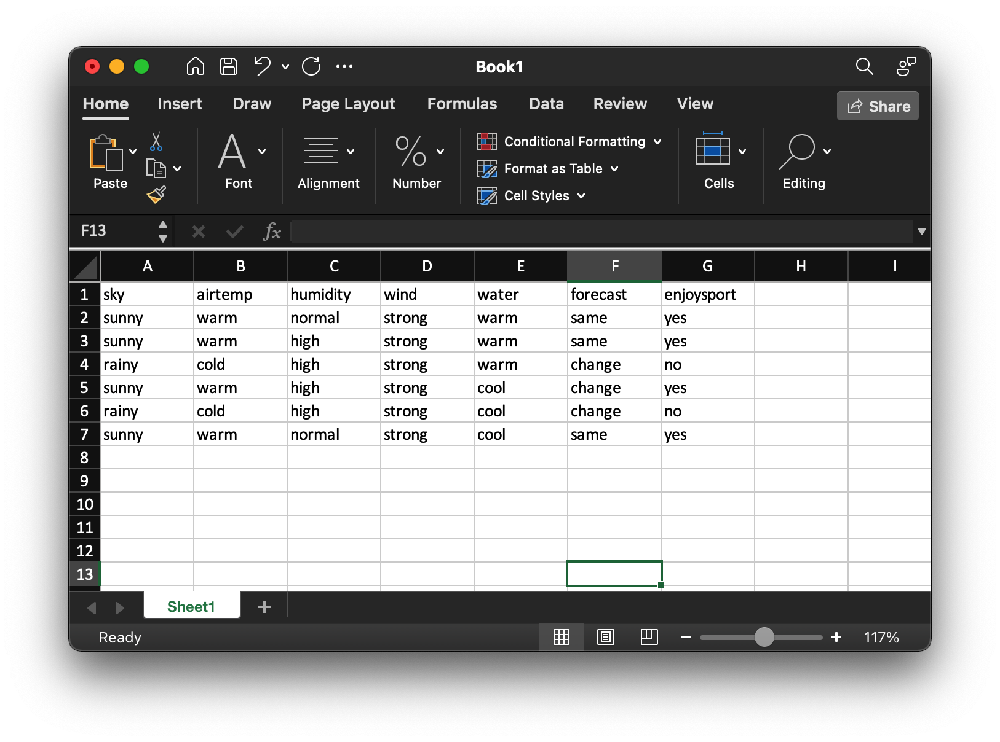 Book1
Home Insert Draw Page Layout Formulas Data Review View Share
Paste Font Alignment Number Conditional Formatting Format as Table Cell Styles Cells Editing
F13 fx
A B C D E F G H I
1 sky airtemp humidity wind water forecast enjoysport
2 sunny warm normal strong warm same yes
3 sunny warm high strong warm same yes
4 rainy cold high strong warm change no
5 sunny warm high strong cool change yes
6 rainy cold high strong cool change no
7 sunny warm normal strong cool same yes
8
9
10
11
12
13
Sheet1 +
Ready 117%